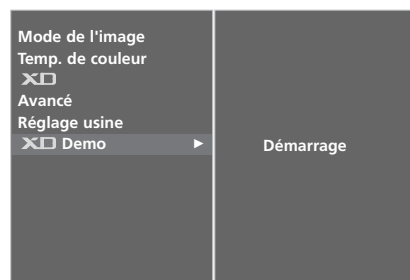 Mode de l'image
Temp. de couleur
XD
Avancé
Réglage usine
XD Demo ►
Démarrage